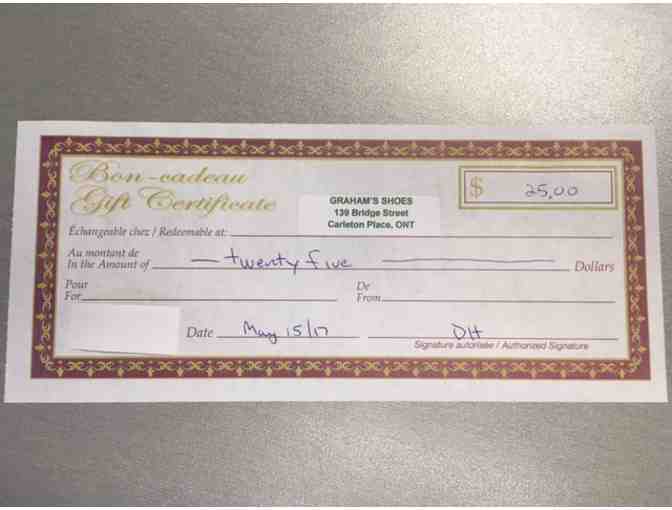 Bon-cadeau
Gift Certificate
$ 25.00
GRAHAM'S SHOES
139 Bridge Street
Carleton Place, ONT
Échangeable chez / Redeemable at:
Au montant de
In the Amount of — twenty five — Dollars
Pour
For
De
From
Date May 15/17
DH
Signature autorisée / Authorized Signature